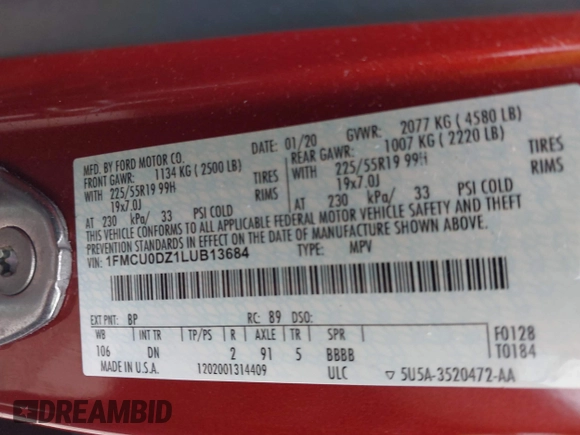 MFD. BY FORD MOTOR CO.
DATE: 01/20 GVWR: 2077 KG ( 4580 LB)
FRONT GAWR: 1134 KG ( 2500 LB) REAR GAWR: 1007 KG ( 2220 LB)
WITH 225/55R19 99H TIRES WITH 225/55R19 99H TIRES
19x7.0J RIMS 19x7.0J RIMS
AT 230 kPa/ 33 PSI COLD AT 230 kPa/ 33 PSI COLD
THIS VEHICLE CONFORMS TO ALL APPLICABLE FEDERAL MOTOR VEHICLE SAFETY AND THEFT
PREVENTION STANDARDS IN EFFECT ON THE DATE OF MANUFACTURE SHOWN ABOVE.
VIN: 1FMCU0DZ1LUB13684 TYPE: MPV
EXT PNT: BP RC: 89 DSO:
WB INT TR TP/PS R AXLE TR SPR F0128
106 DN 2 91 5 BBBB T0184
MADE IN U.S.A. 1202001314409 ULC ▽ 5U5A-3520472-AA
DREAMBID